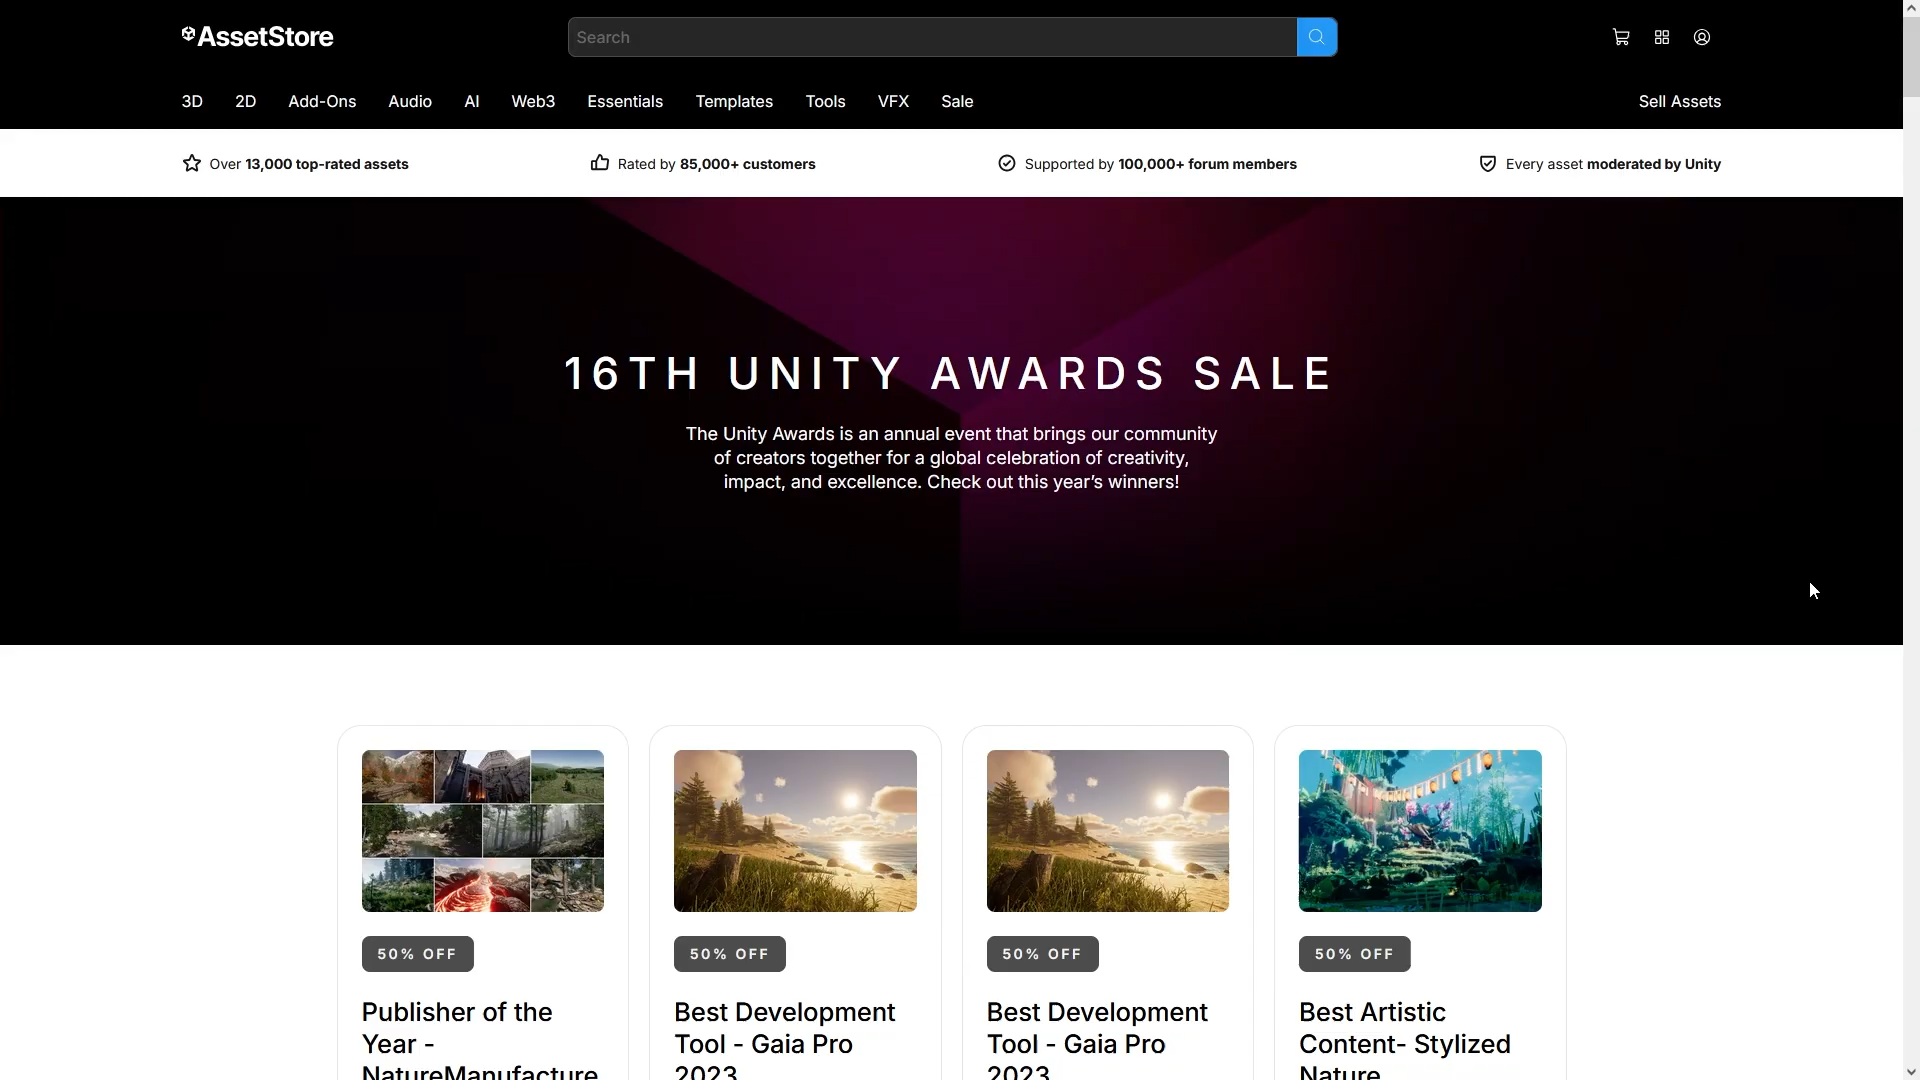 AssetStore
Search
3D 2D Add-Ons Audio AI Web3 Essentials Templates Tools VFX Sale Sell Assets
Over 13,000 top-rated assets
Rated by 85,000+ customers
Supported by 100,000+ forum members
Every asset moderated by Unity
16TH UNITY AWARDS SALE
The Unity Awards is an annual event that brings our community
of creators together for a global celebration of creativity,
impact, and excellence. Check out this year’s winners!
50% OFF
Publisher of the
Year -
NatureManufacture
50% OFF
Best Development
Tool - Gaia Pro
2023
50% OFF
Best Development
Tool - Gaia Pro
2023
50% OFF
Best Artistic
Content- Stylized
Nature